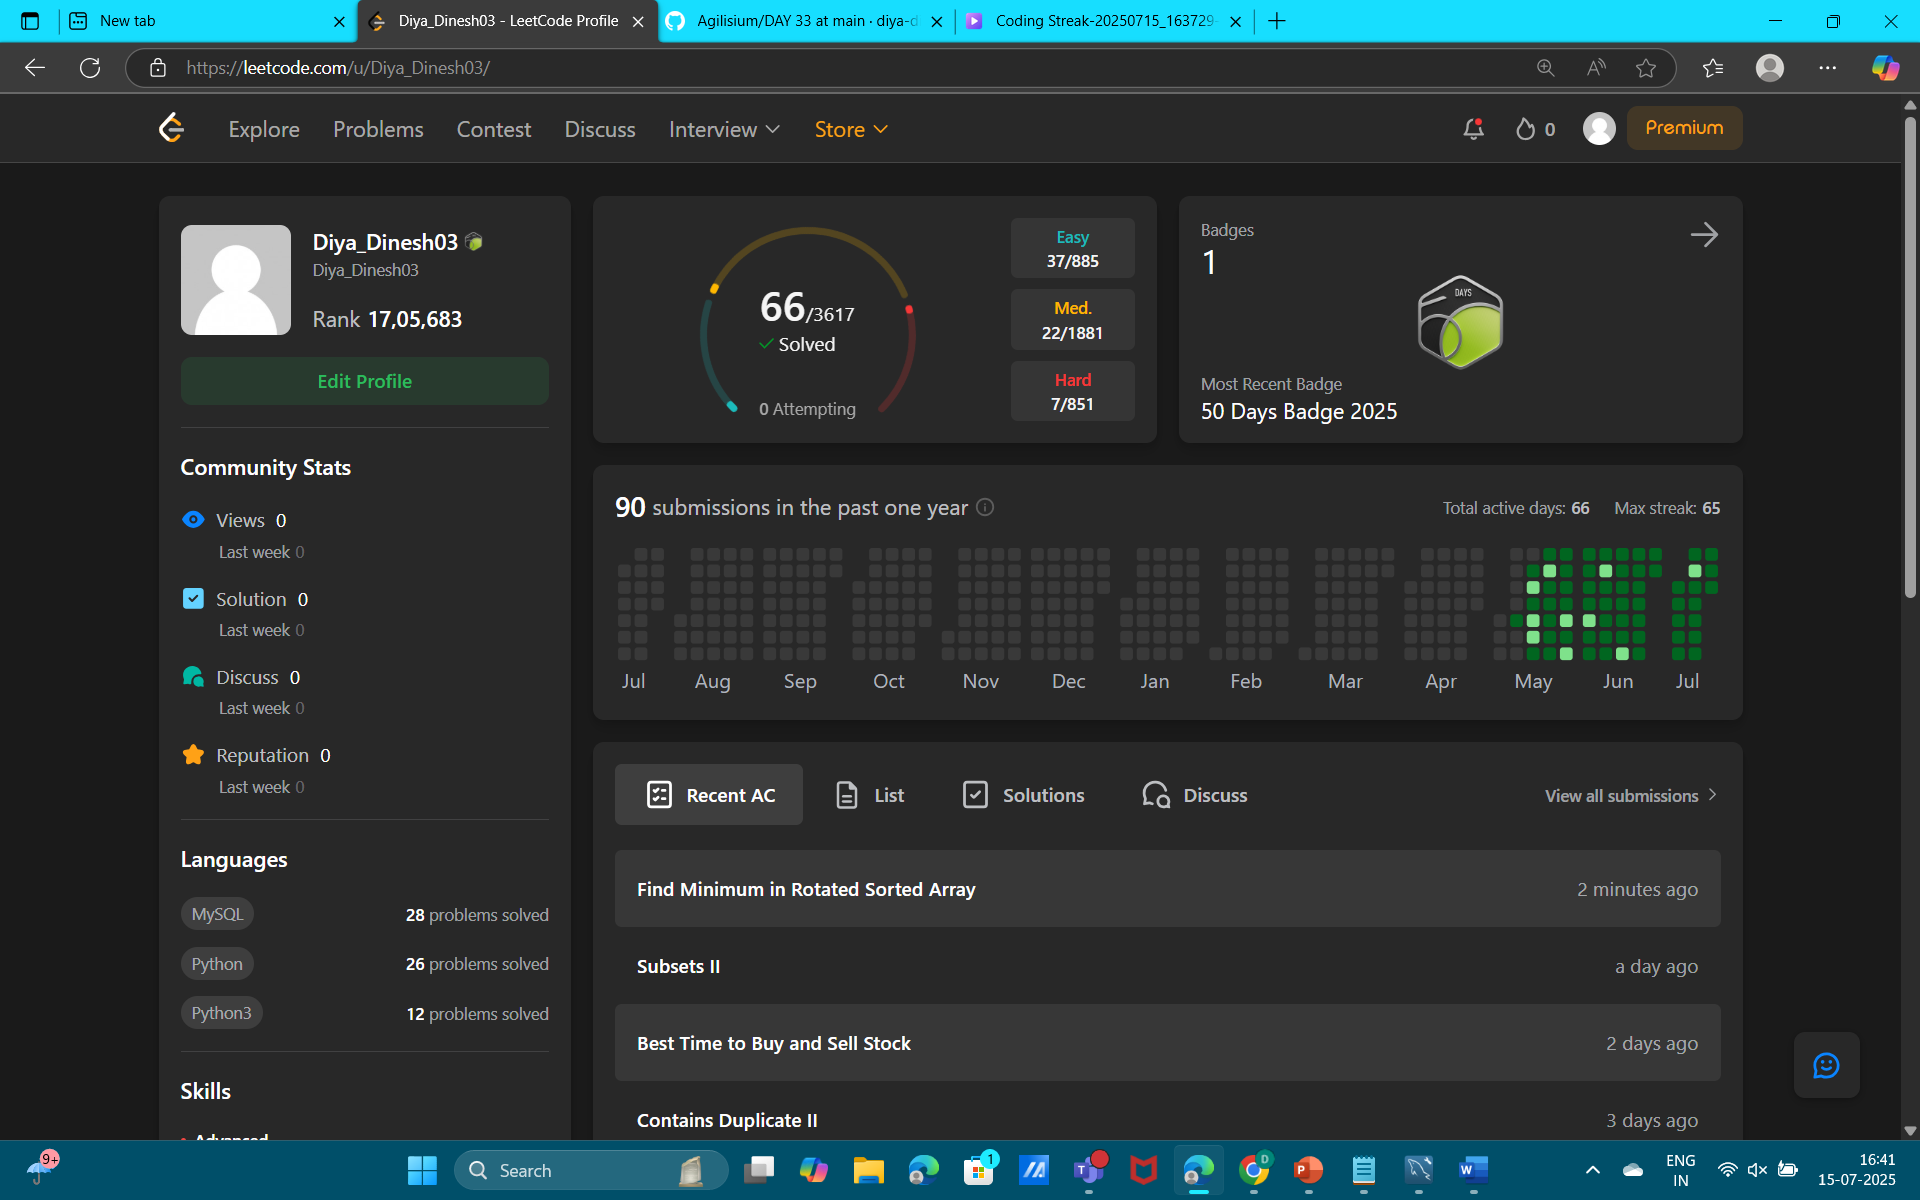 New tab
Diya_Dinesh03 - LeetCode Profile
Agilisium/DAY 33 at main · diya-d
Coding Streak-20250715_163729-
https://leetcode.com/u/Diya_Dinesh03/
Explore
Problems
Contest
Discuss
Interview
Store
0
Premium
Diya_Dinesh03
Diya_Dinesh03
Rank 17,05,683
Edit Profile
Community Stats
Views 0
Last week 0
Solution 0
Last week 0
Discuss 0
Last week 0
Reputation 0
Last week 0
Languages
MySQL
28 problems solved
Python
26 problems solved
Python3
12 problems solved
Skills
Advanced
66/3617
Solved
0 Attempting
Easy
37/885
Med.
22/1881
Hard
7/851
Badges
1
DAYS
Most Recent Badge
50 Days Badge 2025
90 submissions in the past one year
Total active days: 66
Max streak: 65
Jul
Aug
Sep
Oct
Nov
Dec
Jan
Feb
Mar
Apr
May
Jun
Jul
Recent AC
List
Solutions
Discuss
View all submissions
Find Minimum in Rotated Sorted Array
2 minutes ago
Subsets II
a day ago
Best Time to Buy and Sell Stock
2 days ago
Contains Duplicate II
3 days ago
9+
Search
1
T
D
P
W
ENG
IN
16:41
15-07-2025